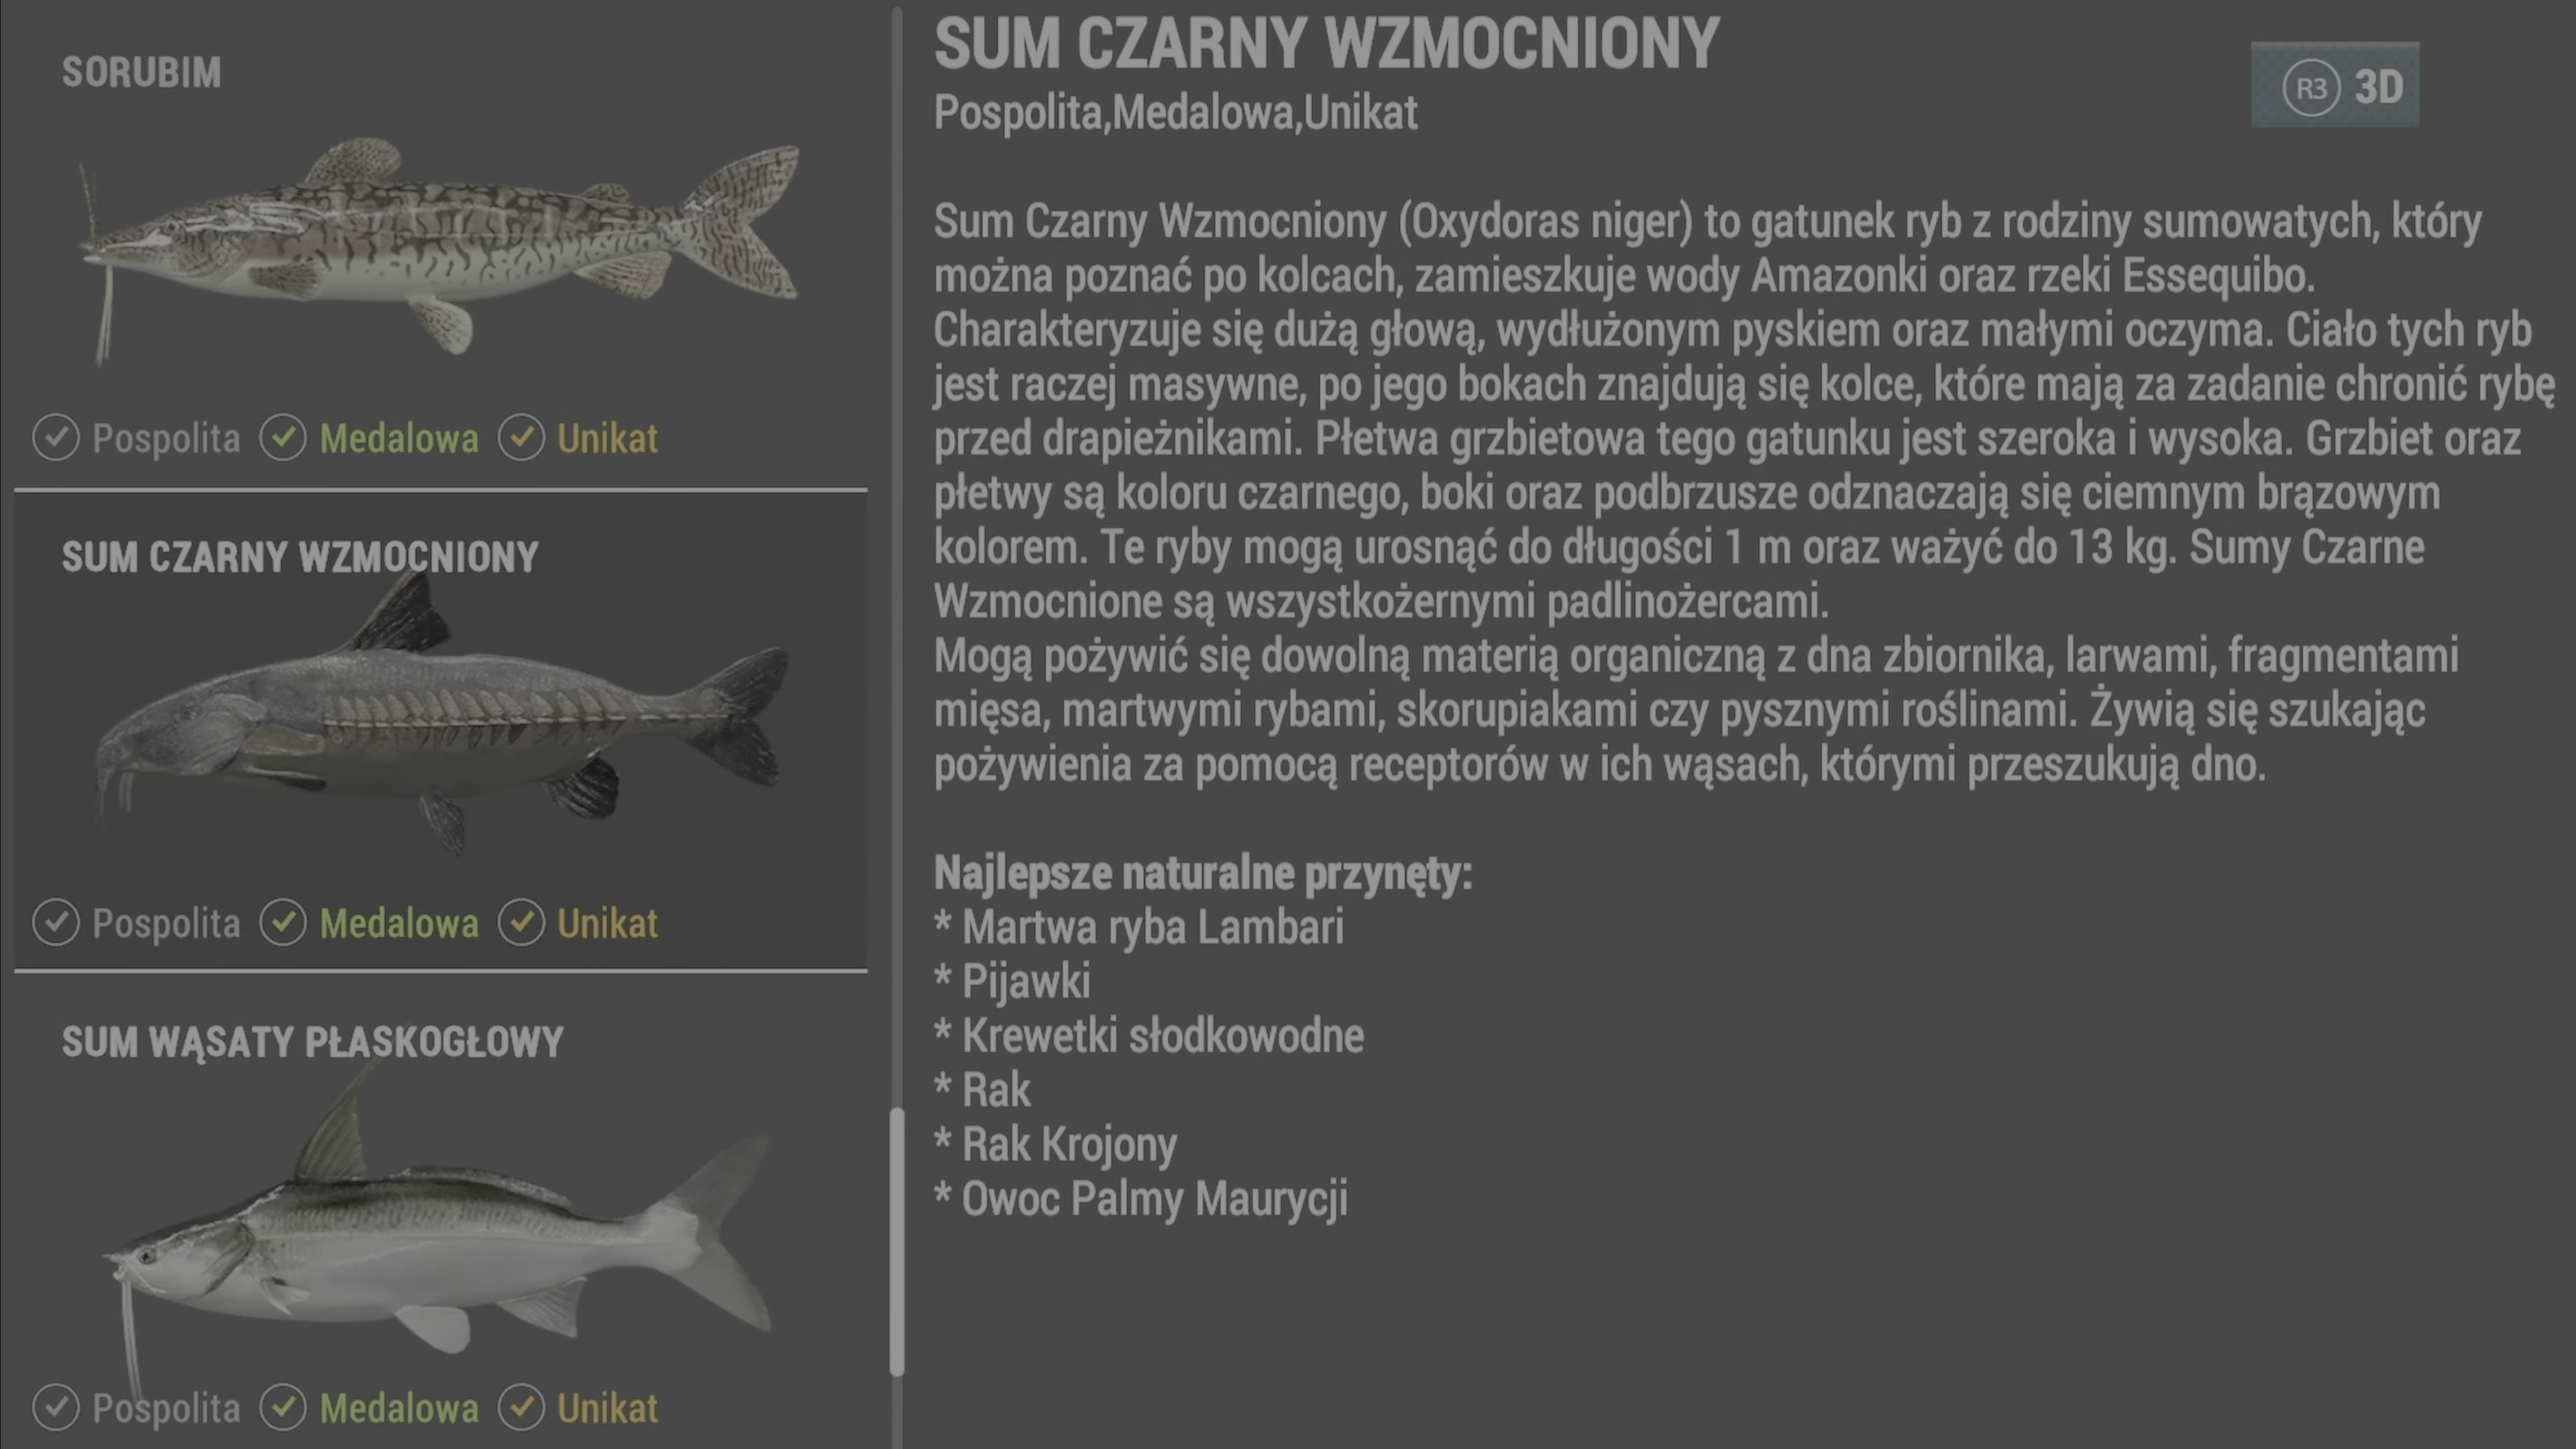 SORUBIM
Pospolita Medalowa Unikat
SUM CZARNY WZMOCNIONY
Pospolita Medalowa Unikat
SUM WĄSATY PŁASKOGŁOWY
Pospolita Medalowa Unikat
SUM CZARNY WZMOCNIONY
R3 3D
Pospolita,Medalowa,Unikat
Sum Czarny Wzmocniony (Oxydoras niger) to gatunek ryb z rodziny sumowatych, który
można poznać po kolcach, zamieszkuje wody Amazonki oraz rzeki Essequibo.
Charakteryzuje się dużą głową, wydłużonym pyskiem oraz małymi oczyma. Ciało tych ryb
jest raczej masywne, po jego bokach znajdują się kolce, które mają za zadanie chronić rybę
przed drapieżnikami. Płetwa grzbietowa tego gatunku jest szeroka i wysoka. Grzbiet oraz
płetwy są koloru czarnego, boki oraz podbrzusze odznaczają się ciemnym brązowym
kolorem. Te ryby mogą urosnąć do długości 1 m oraz ważyć do 13 kg. Sumy Czarne
Wzmocnione są wszystkożernymi padlinożercami.
Mogą pożywić się dowolną materią organiczną z dna zbiornika, larwami, fragmentami
mięsa, martwymi rybami, skorupiakami czy pysznymi roślinami. Żywią się szukając
pożywienia za pomocą receptorów w ich wąsach, którymi przeszukują dno.
Najlepsze naturalne przynęty:
* Martwa ryba Lambari
* Pijawki
* Krewetki słodkowodne
* Rak
* Rak Krojony
* Owoc Palmy Maurycji